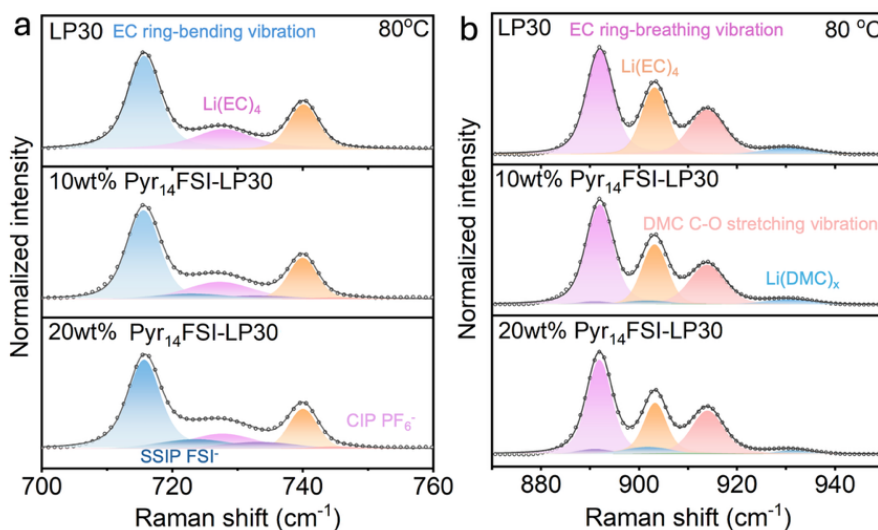 a
LP30
EC ring-bending vibration
80°C
Li(EC)₄
10wt% Pyr₁₄FSI-LP30
20wt% Pyr₁₄FSI-LP30
CIP PF₆⁻
SSIP FSI⁻
Normalized intensity
700 720 740 760
Raman shift (cm⁻¹)
b
LP30
EC ring-breathing vibration
80 °C
Li(EC)₄
10wt% Pyr₁₄FSI-LP30
DMC C-O stretching vibration
Li(DMC)ₓ
20wt% Pyr₁₄FSI-LP30
Normalized intensity
880 900 920 940
Raman shift (cm⁻¹)